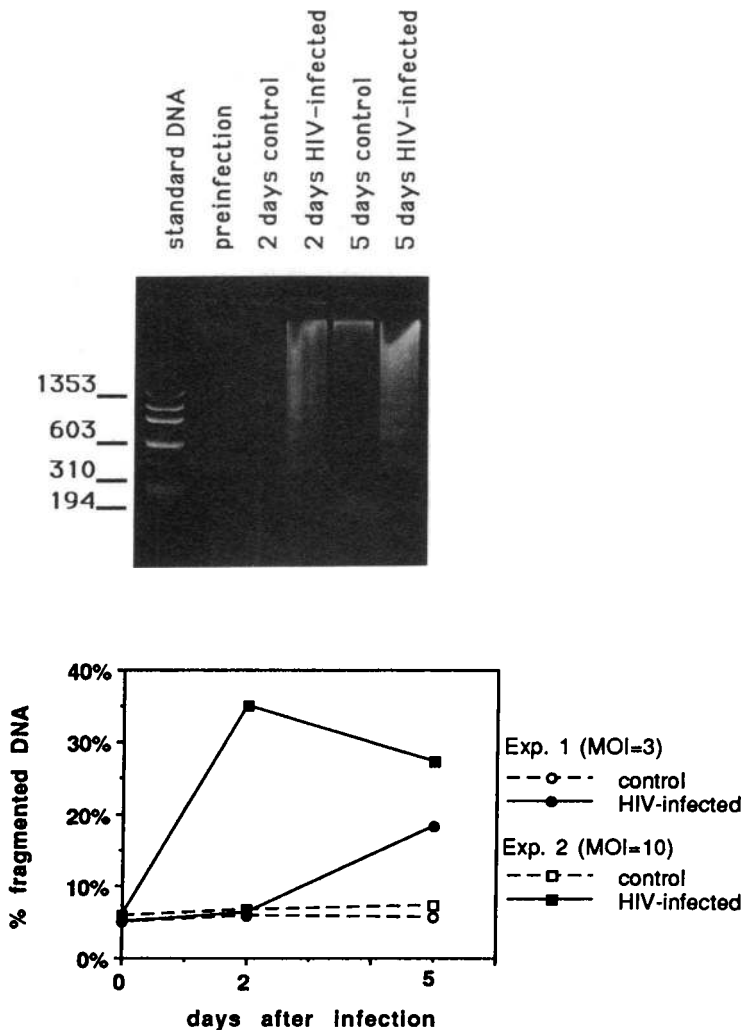 standard DNA
preinfection
2 days control
2 days HIV-infected
5 days control
5 days HIV-infected
1353
603
310
194
40%
30%
20%
10%
0%
% fragmented DNA
0
2
5
days after infection
Exp. 1 (MOI=3)
control
HIV-infected
Exp. 2 (MOI=10)
control
HIV-infected